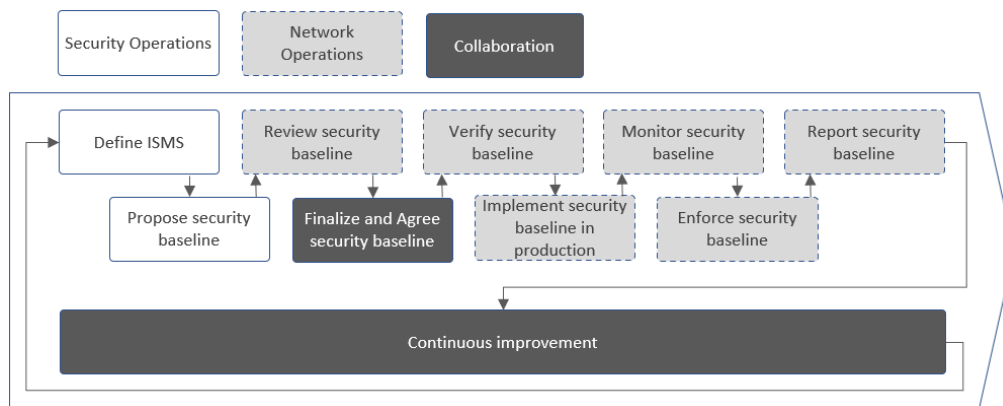 Security Operations
Network
Operations
Collaboration
Define ISMS
Review security
baseline
Verify security
baseline
Monitor security
baseline
Report security
baseline
Propose security
baseline
Finalize and Agree
security baseline
Implement security
baseline in
production
Enforce security
baseline
Continuous improvement